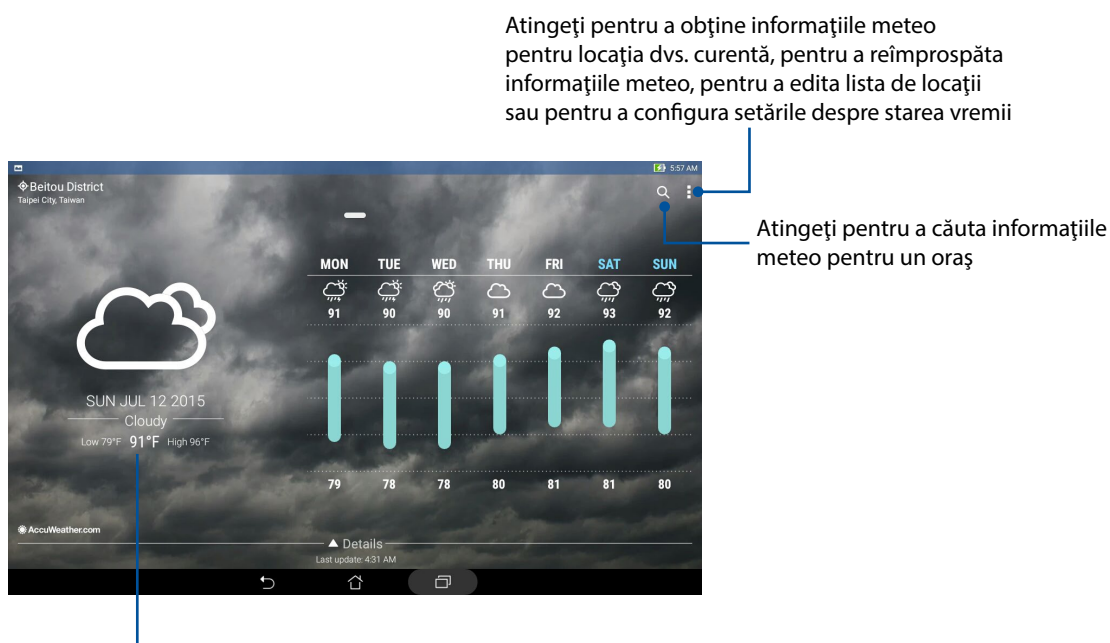 Atingeţi pentru a obţine informaţiile meteo
pentru locaţia dvs. curentă, pentru a reîmprospăta
informaţiile meteo, pentru a edita lista de locaţii
sau pentru a configura setările despre starea vremii
5:57 AM
Beitou District
Taipei City, Taiwan
Atingeţi pentru a căuta informaţiile
meteo pentru un oraş
MON TUE WED THU FRI SAT SUN
91 90 90 91 92 93 92
SUN JUL 12 2015
Cloudy
Low 79°F 91°F High 96°F
79 78 78 80 81 81 80
AccuWeather.com
Details
Last update: 4:31 AM